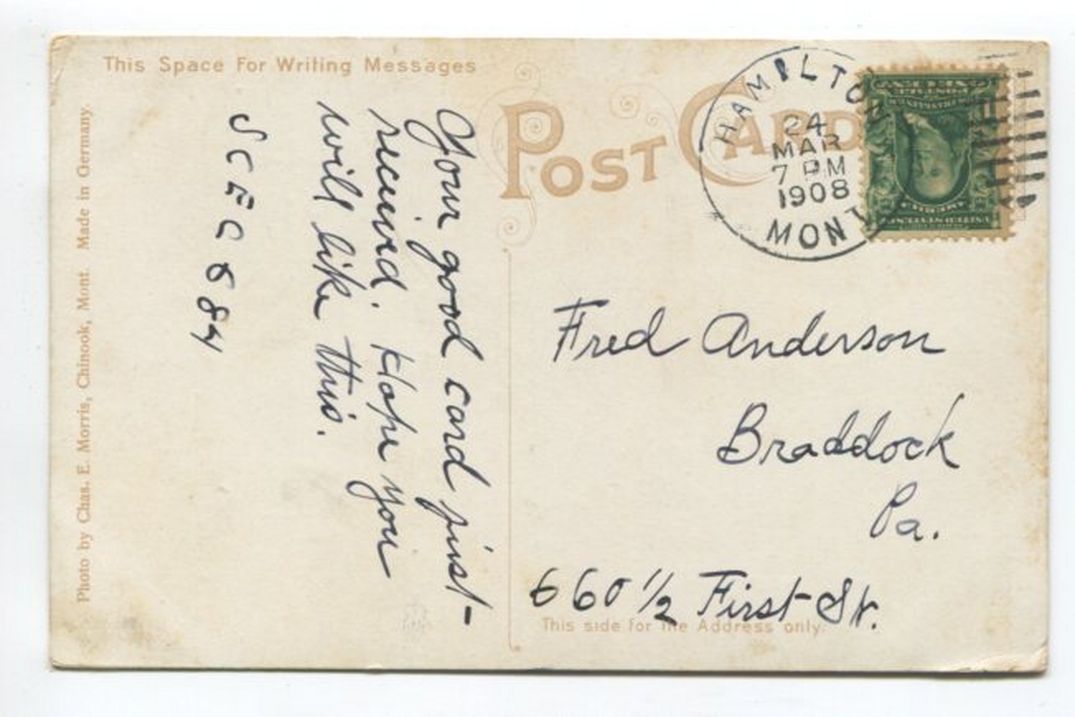 This Space For Writing Messages
POST CARD
HAMILTON
24
MAR
7 PM
1908
MONT
Your good card just
received. Hope you
will like this.
SCEC 684
Fred Anderson
Braddock
Pa.
660 1/2 First St.
This side for the Address only.
Photo by Chas. E. Morris, Chinook, Mont. Made in Germany.